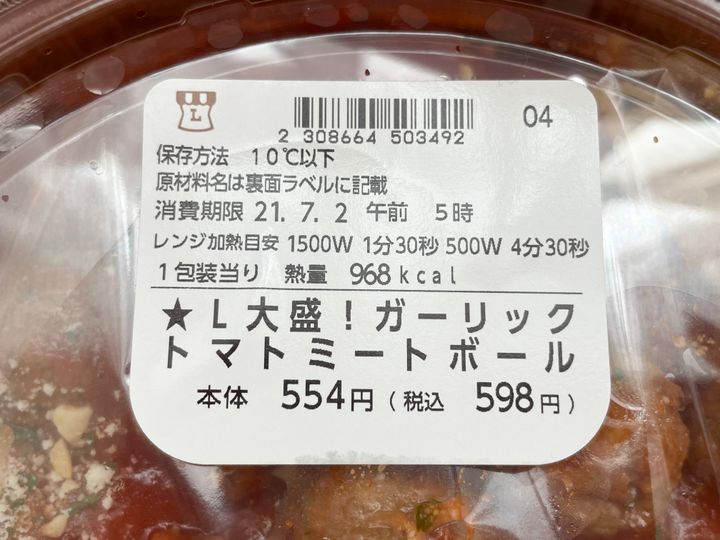 L
04
2 308664 503492
保存方法 10℃以下
原材料名は裏面ラベルに記載
消費期限 21. 7. 2 午前 5時
レンジ加熱目安 1500W 1分30秒 500W 4分30秒
1包装当り 熱量 968kcal
★L大盛!ガーリック
トマトミートボール
本体 554円(税込 598円)